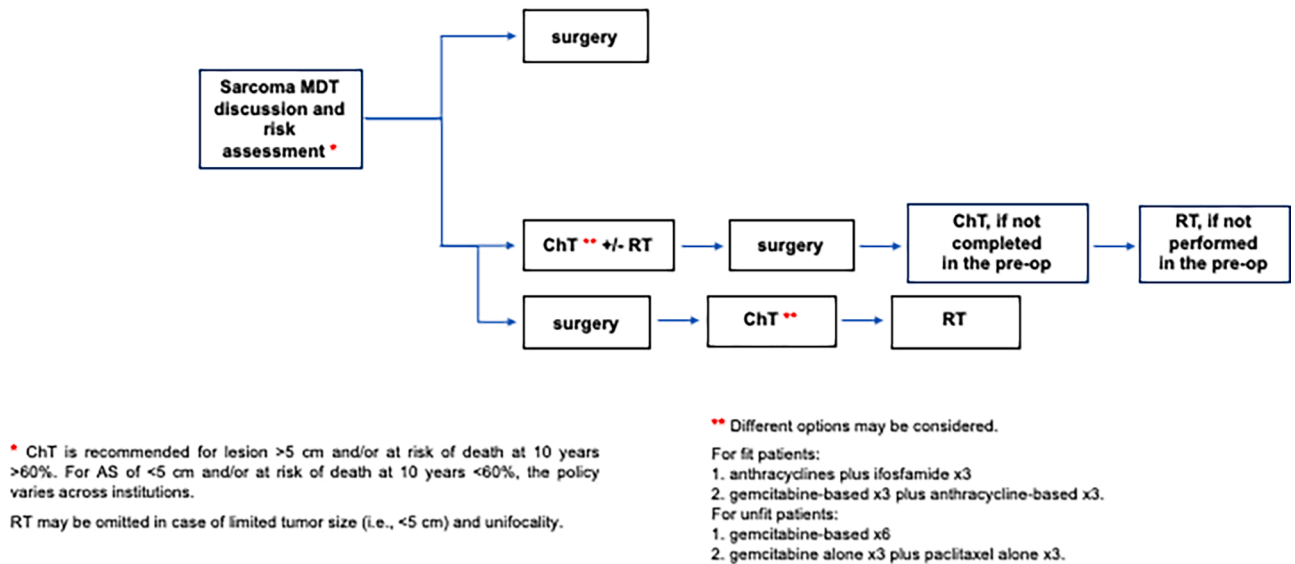 surgery
Sarcoma MDT
discussion and
risk
assessment *
ChT ** +/- RT
surgery
ChT, if not
completed
in the pre-op
RT, if not
performed
in the pre-op
surgery
ChT **
RT
* ChT is recommended for lesion >5 cm and/or at risk of death at 10 years
>60%. For AS of <5 cm and/or at risk of death at 10 years <60%, the policy
varies across institutions.
RT may be omitted in case of limited tumor size (i.e., <5 cm) and unifocality.
** Different options may be considered.
For fit patients:
1. anthracyclines plus ifosfamide x3
2. gemcitabine-based x3 plus anthracycline-based x3.
For unfit patients:
1. gemcitabine-based x6
2. gemcitabine alone x3 plus paclitaxel alone x3.